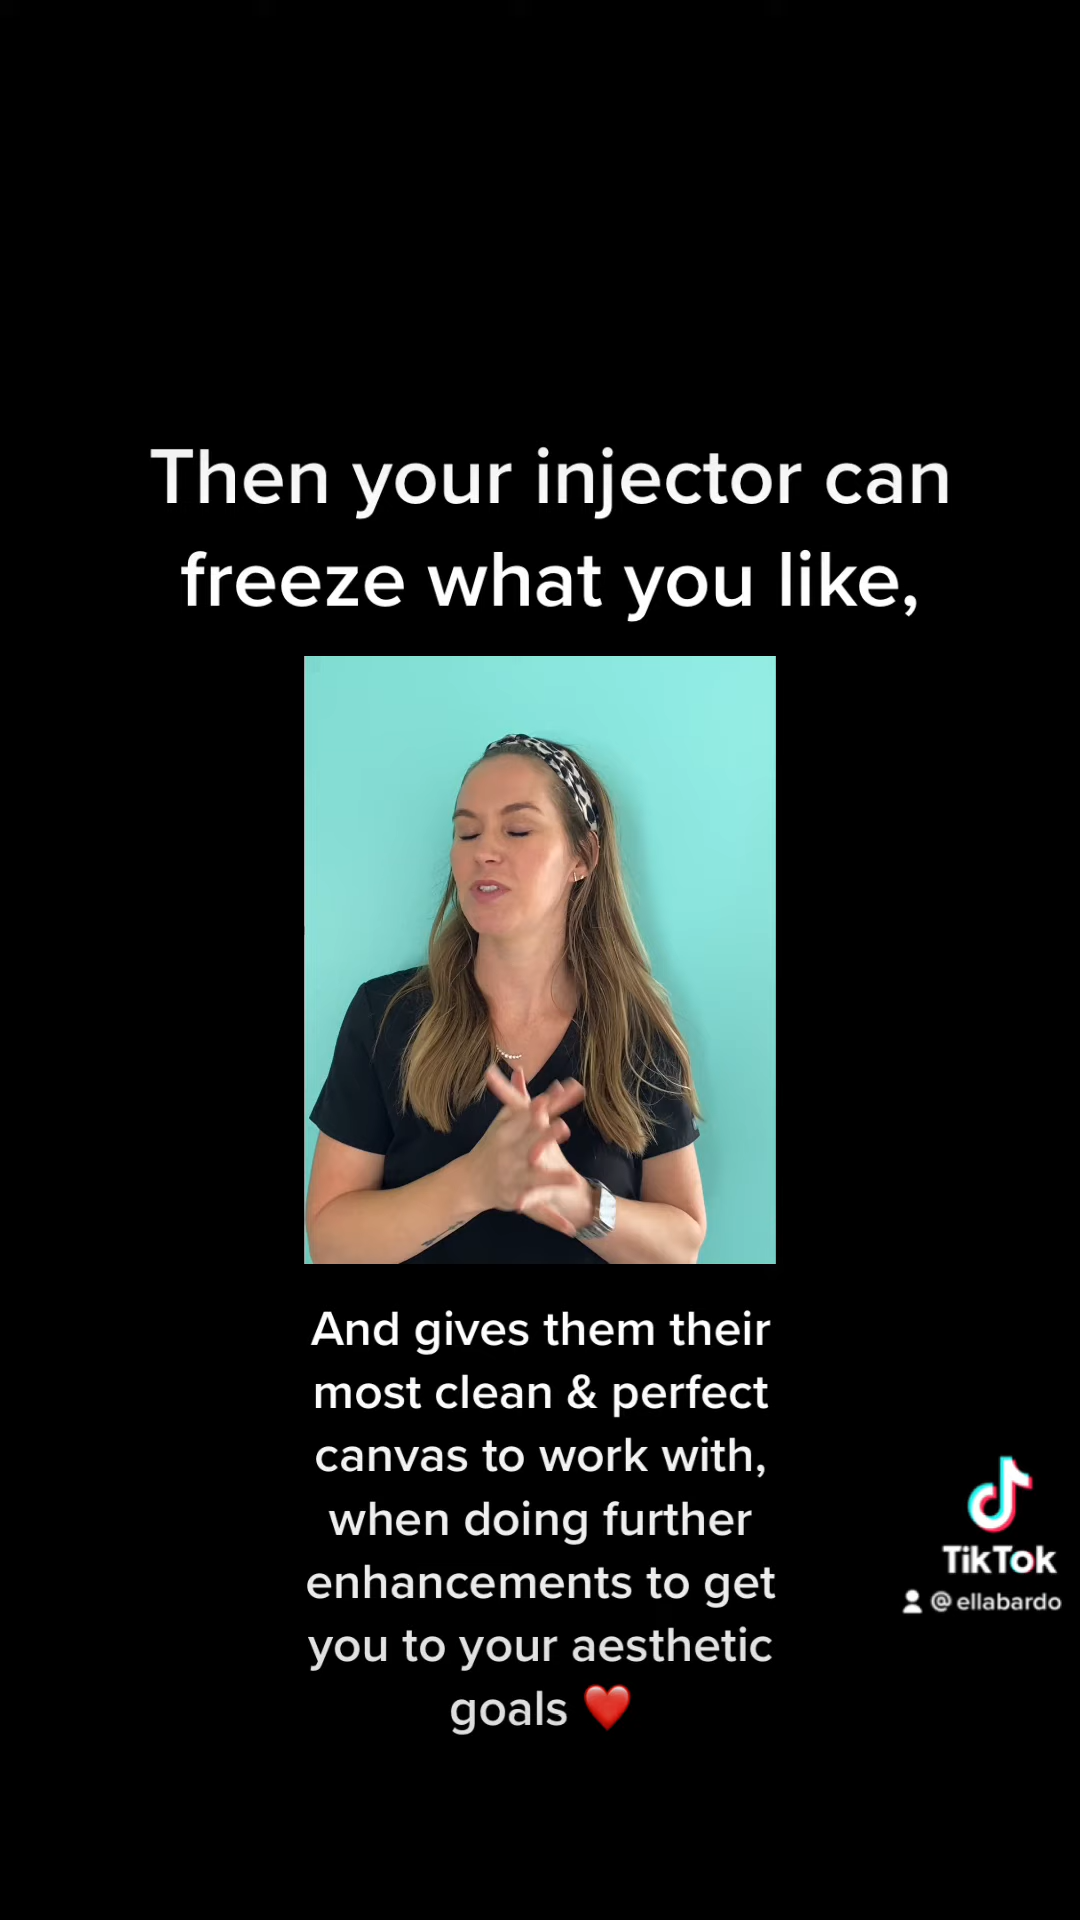 Then your injector can
freeze what you like,
And gives them their
most clean & perfect
canvas to work with,
when doing further
enhancements to get
you to your aesthetic
goals ❤️
TikTok
@ellabardo